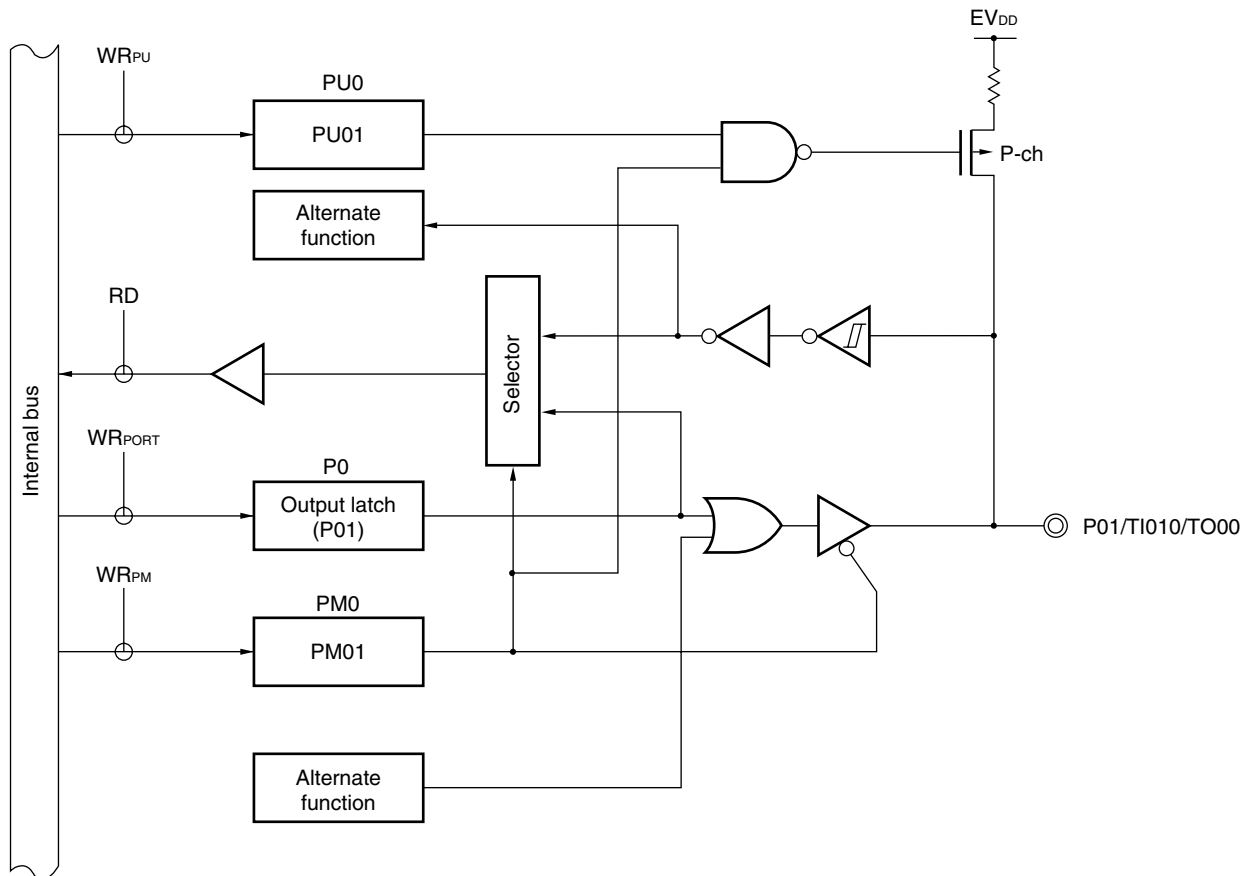 EVDD
WRPU
PU0
PU01
P-ch
Alternate
function
RD
Selector
Internal bus
WRPORT
P0
Output latch
(P01)
P01/TI010/TO00
WRPM
PM0
PM01
Alternate
function